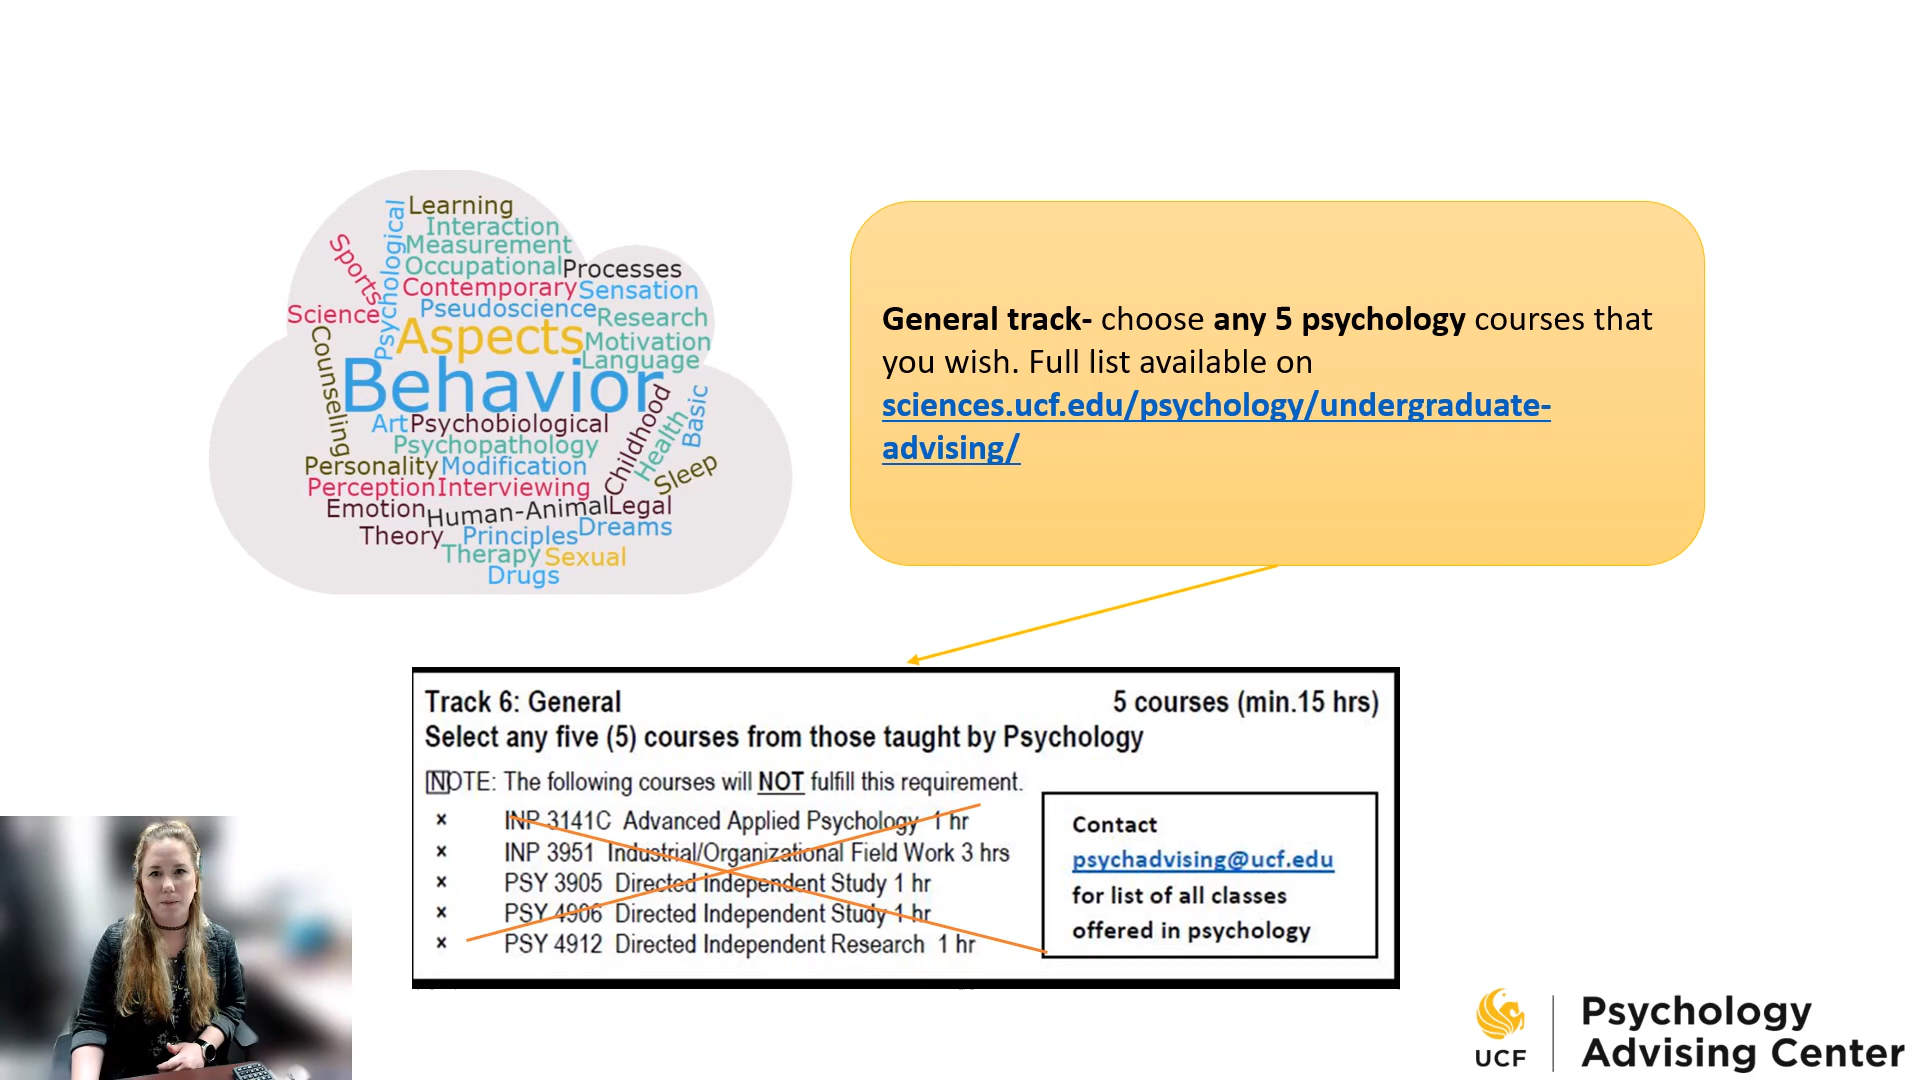 Learning
Interaction
Measurement
Occupational
Processes
Contemporary
Sensation
Sports
Psychological
Science
Pseudoscience
Research
Aspects
Motivation
Language
Counseling
Behavior
Childhood
Health
Basic
Art
Psychobiological
Psychopathology
Personality
Modification
Sleep
Perception
Interviewing
Emotion
Human-Animal
Legal
Theory
Principles
Dreams
Therapy
Sexual
Drugs
General track- choose any 5 psychology courses that
you wish. Full list available on
sciences.ucf.edu/psychology/undergraduate-
advising/
Track 6: General 5 courses (min.15 hrs)
Select any five (5) courses from those taught by Psychology
NOTE: The following courses will NOT fulfill this requirement.
x INP 3141C Advanced Applied Psychology 1 hr
x INP 3951 Industrial/Organizational Field Work 3 hrs
x PSY 3905 Directed Independent Study 1 hr
x PSY 4906 Directed Independent Study 1 hr
x PSY 4912 Directed Independent Research 1 hr
Contact
psychadvising@ucf.edu
for list of all classes
offered in psychology
UCF
Psychology
Advising Center